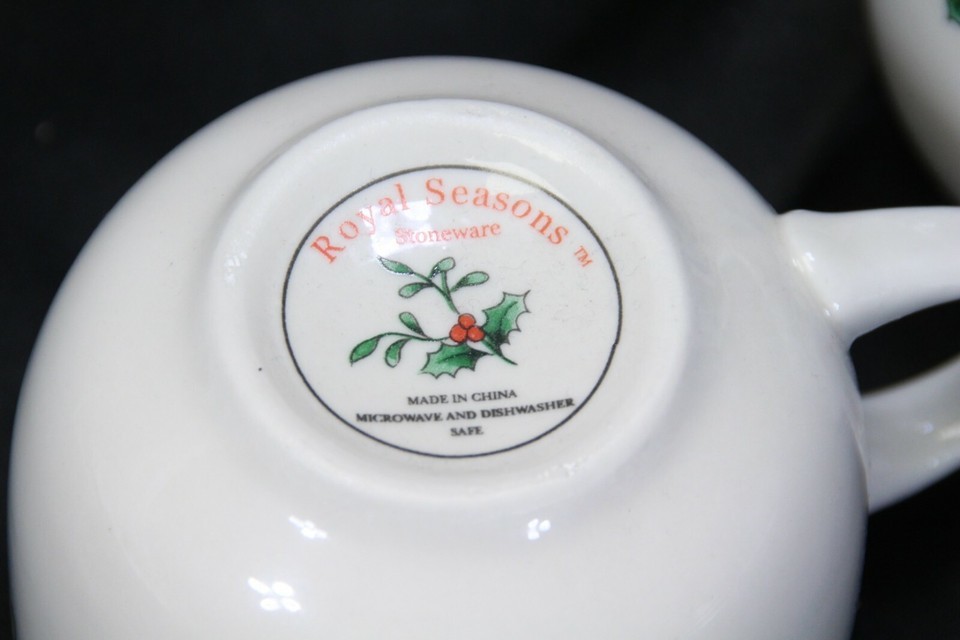 Royal Seasons ™
Stoneware
MADE IN CHINA
MICROWAVE AND DISHWASHER
SAFE